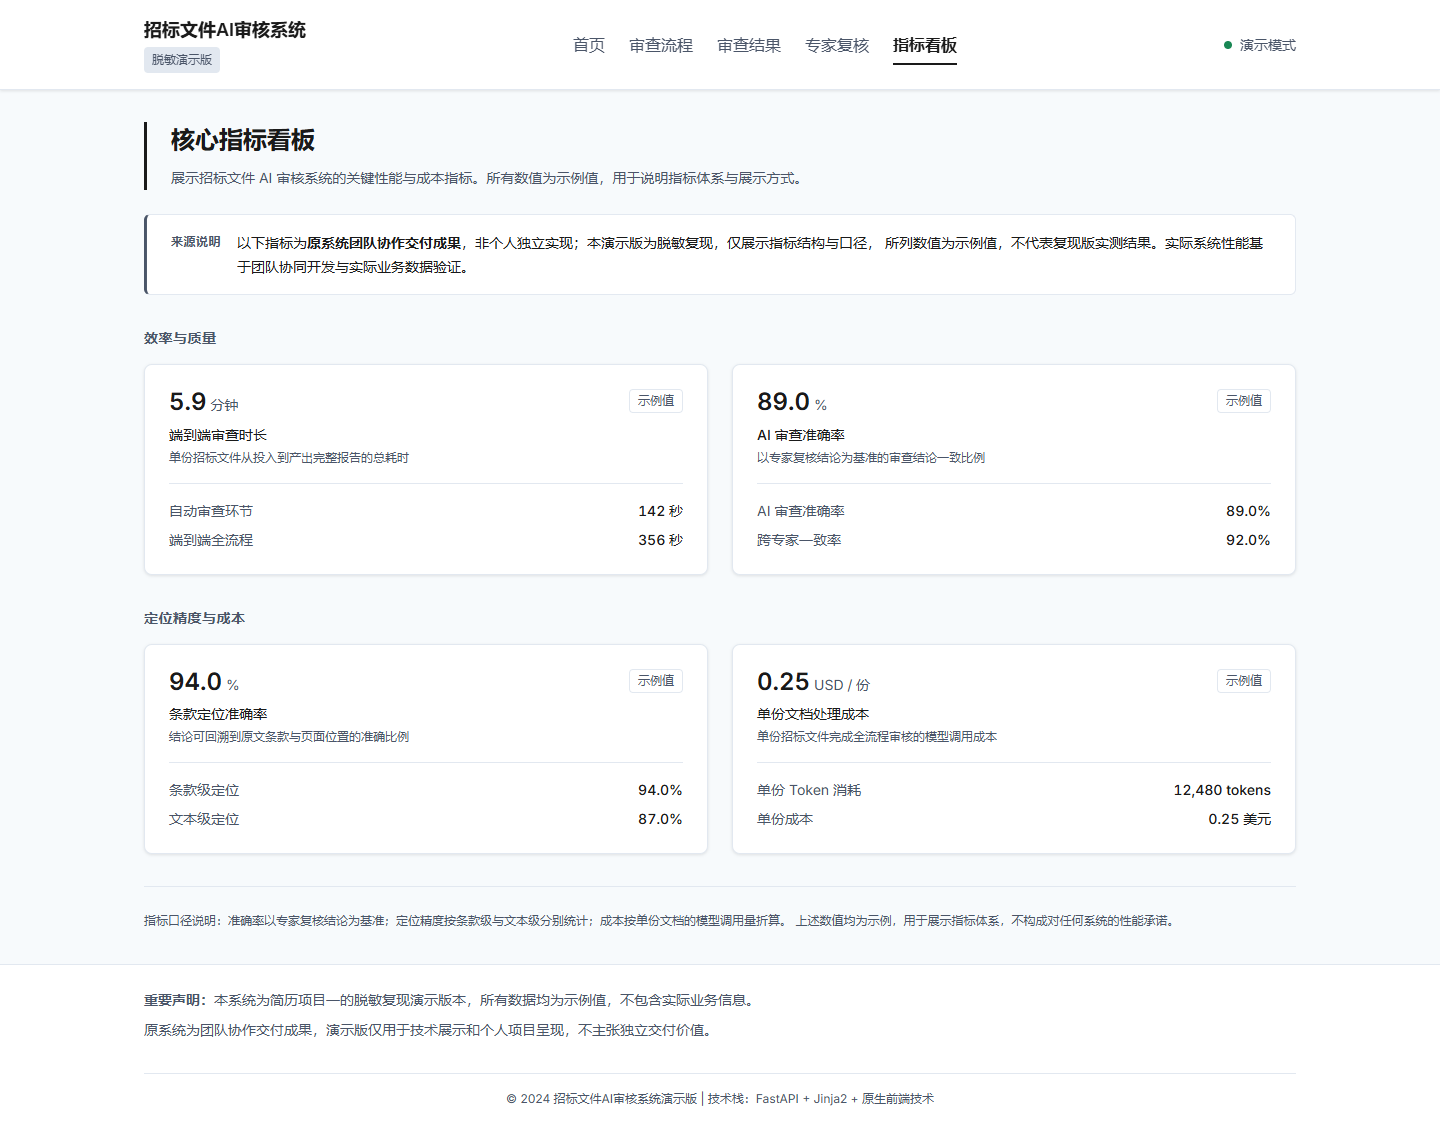 招标文件AI审核系统
脱敏演示版
首页
审查流程
审查结果
专家复核
指标看板
演示模式
核心指标看板
展示招标文件 AI 审核系统的关键性能与成本指标。所有数值为示例值，用于说明指标体系与展示方式。
来源说明
以下指标为原系统团队协作交付成果，非个人独立实现；本演示版为脱敏复现，仅展示指标结构与口径， 所列数值为示例值，不代表复现版实测结果。实际系统性能基
于团队协同开发与实际业务数据验证。
效率与质量
5.9 分钟
示例值
端到端审查时长
单份招标文件从投入到产出完整报告的总耗时
自动审查环节
142 秒
端到端全流程
356 秒
89.0 %
示例值
AI 审查准确率
以专家复核结论为基准的审查结论一致比例
AI 审查准确率
89.0%
跨专家一致率
92.0%
定位精度与成本
94.0 %
示例值
条款定位准确率
结论可回溯到原文条款与页面位置的准确比例
条款级定位
94.0%
文本级定位
87.0%
0.25 USD / 份
示例值
单份文档处理成本
单份招标文件完成全流程审核的模型调用成本
单份 Token 消耗
12,480 tokens
单份成本
0.25 美元
指标口径说明：准确率以专家复核结论为基准；定位精度按条款级与文本级分别统计；成本按单份文档的模型调用量折算。 上述数值均为示例，用于展示指标体系，不构成对任何系统的性能承诺。
重要声明：本系统为简历项目一的脱敏复现演示版本，所有数据均为示例值，不包含实际业务信息。
原系统为团队协作交付成果，演示版仅用于技术展示和个人项目呈现，不主张独立交付价值。
© 2024 招标文件AI审核系统演示版 | 技术栈：FastAPI + Jinja2 + 原生前端技术